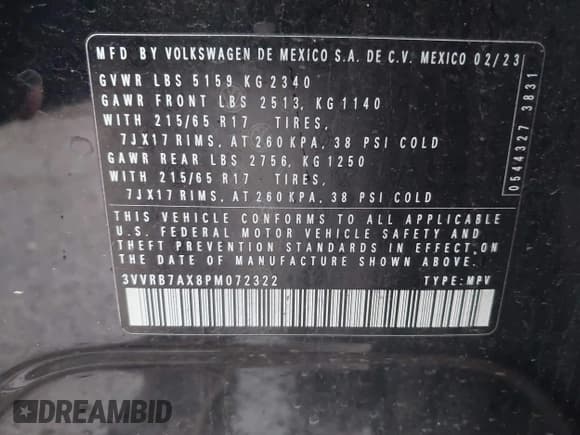 MFD BY VOLKSWAGEN DE MEXICO S.A. DE C.V. MEXICO 02/23
GVWR LBS 5159 KG 2340
GAWR FRONT LBS 2513, KG 1140
WITH 215/65 R17 TIRES,
7JX17 RIMS, AT 260 KPA, 38 PSI COLD
GAWR REAR LBS 2756, KG 1250
WITH 215/65 R17 TIRES,
7JX17 RIMS, AT 260 KPA, 38 PSI COLD
THIS VEHICLE CONFORMS TO ALL APPLICABLE
U.S. FEDERAL MOTOR VEHICLE SAFETY AND
THEFT PREVENTION STANDARDS IN EFFECT ON
THE DATE OF MANUFACTURE SHOWN ABOVE.
3VVRB7AX8PM072322 TYPE: MPV
0544327 3831
DREAMBID